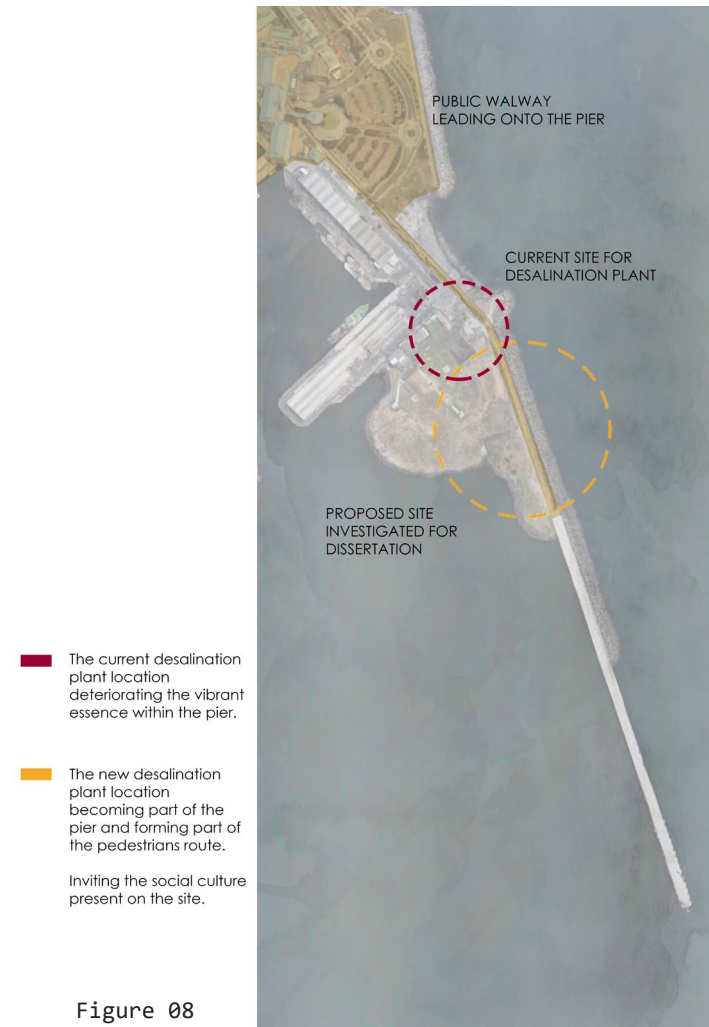 PUBLIC WALWAY
LEADING ONTO THE PIER
CURRENT SITE FOR
DESALINATION PLANT
PROPOSED SITE
INVESTIGATED FOR
DISSERTATION
The current desalination
plant location
deteriorating the vibrant
essence within the pier.
The new desalination
plant location
becoming part of the
pier and forming part of
the pedestrians route.
Inviting the social culture
present on the site.
Figure 08